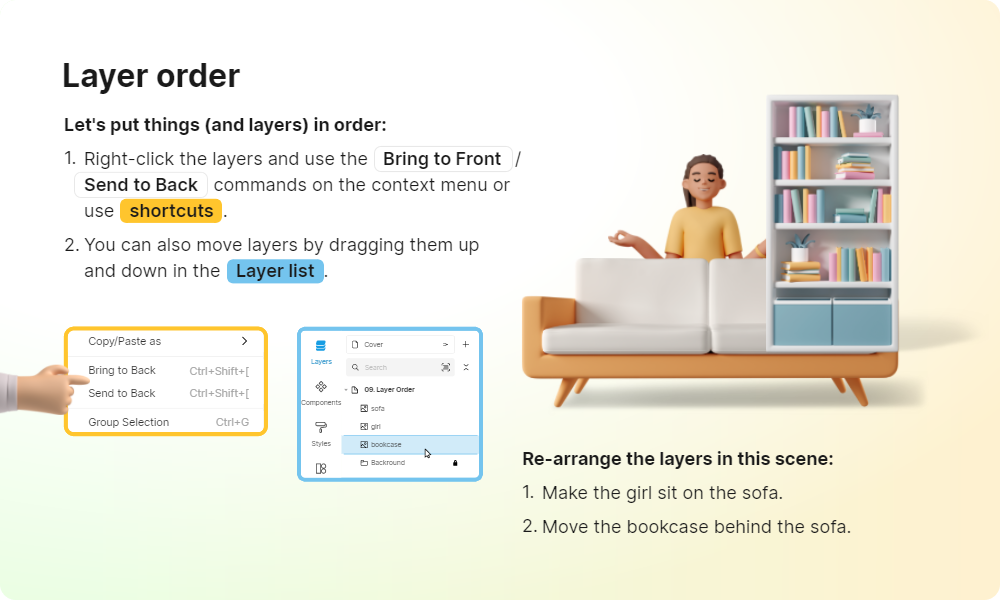 Layer order
Let's put things (and layers) in order:
1. Right-click the layers and use the Bring to Front /
Send to Back commands on the context menu or
use shortcuts.
2. You can also move layers by dragging them up
and down in the Layer list.
Copy/Paste as
Bring to Back Ctrl+Shift+[
Send to Back Ctrl+Shift+[
Group Selection Ctrl+G
Layers
Components
Styles
Cover
Search
09. Layer Order
sofa
girl
bookcase
Backround
Re-arrange the layers in this scene:
1. Make the girl sit on the sofa.
2. Move the bookcase behind the sofa.